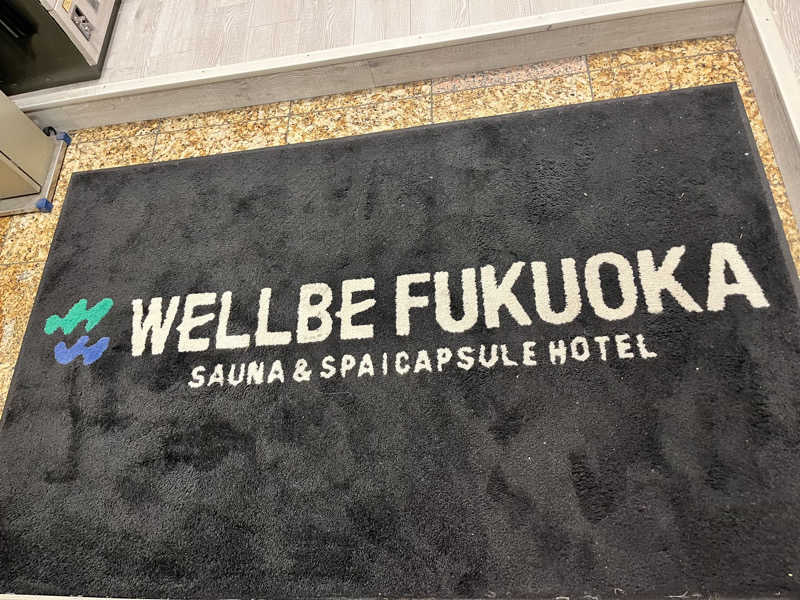 WELLBE FUKUOKA
SAUNA & SPA | CAPSULE HOTEL